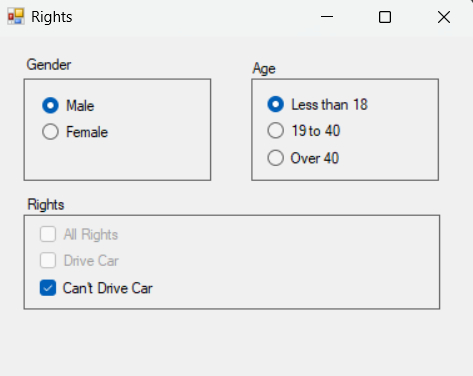 Rights
Gender
Male
Female
Age
Less than 18
19 to 40
Over 40
Rights
All Rights
Drive Car
Can't Drive Car